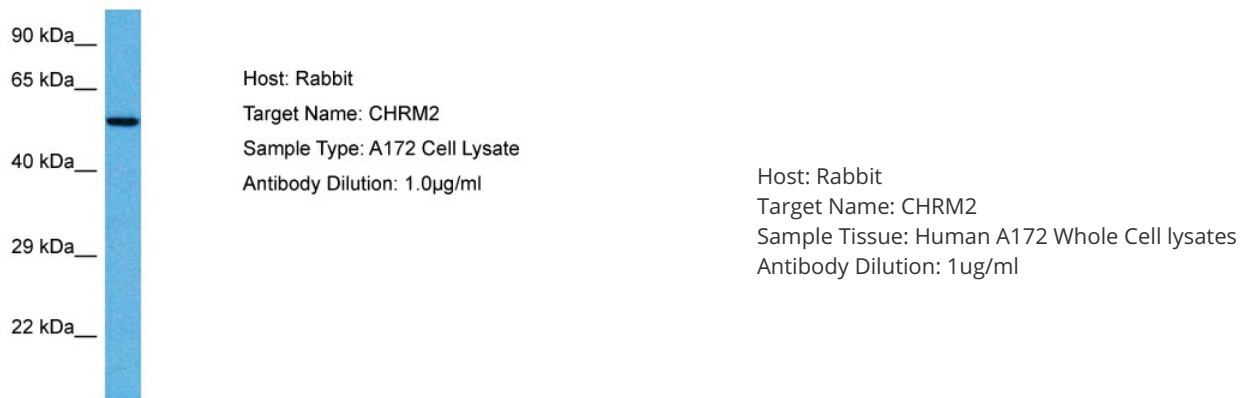 90 kDa__
65 kDa__
40 kDa__
29 kDa__
22 kDa__
Host: Rabbit
Target Name: CHRM2
Sample Type: A172 Cell Lysate
Antibody Dilution: 1.0µg/ml
Host: Rabbit
Target Name: CHRM2
Sample Tissue: Human A172 Whole Cell lysates
Antibody Dilution: 1ug/ml